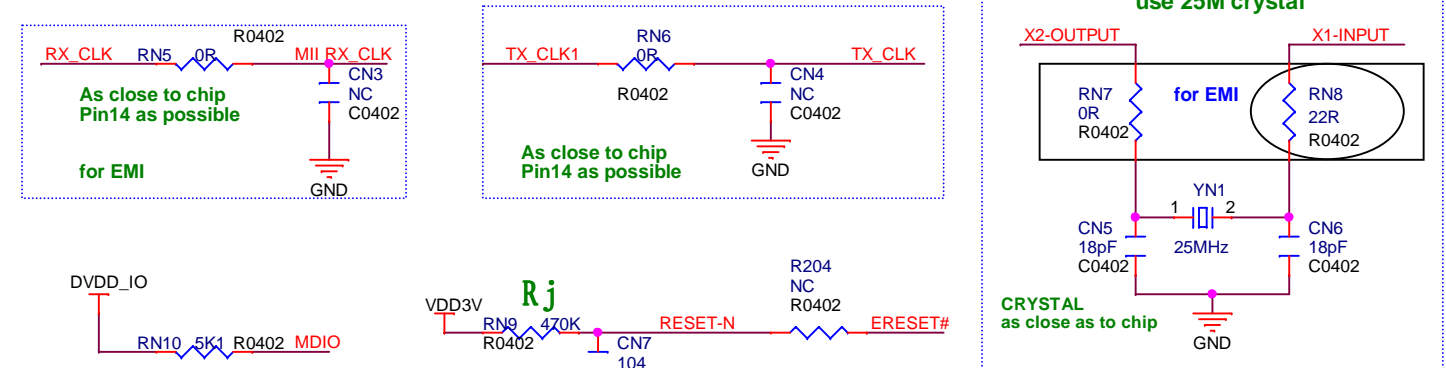 R0402
RX_CLK
RN5
0R
MII RX_CLK
CN3
NC
C0402
As close to chip
Pin14 as possible
for EMI
GND
RN6
TX_CLK1
0R
TX_CLK
R0402
CN4
NC
C0402
As close to chip
Pin14 as possible
GND
use 25M crystal
X2-OUTPUT
X1-INPUT
RN7
0R
R0402
for EMI
RN8
22R
R0402
YN1
1
2
CN5
18pF
C0402
25MHz
CN6
18pF
C0402
CRYSTAL
as close as to chip
GND
DVDD_IO
RN10
5K1
R0402
MDIO
VDD3V
Rj
RN9
470K
R0402
RESET-N
CN7
104
R204
NC
R0402
ERESET#